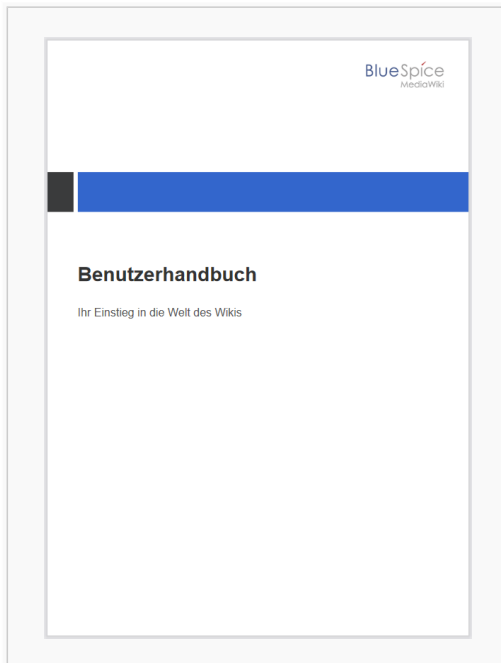 BlueSpice
MediaWiki
Benutzerhandbuch
Ihr Einstieg in die Welt des Wikis